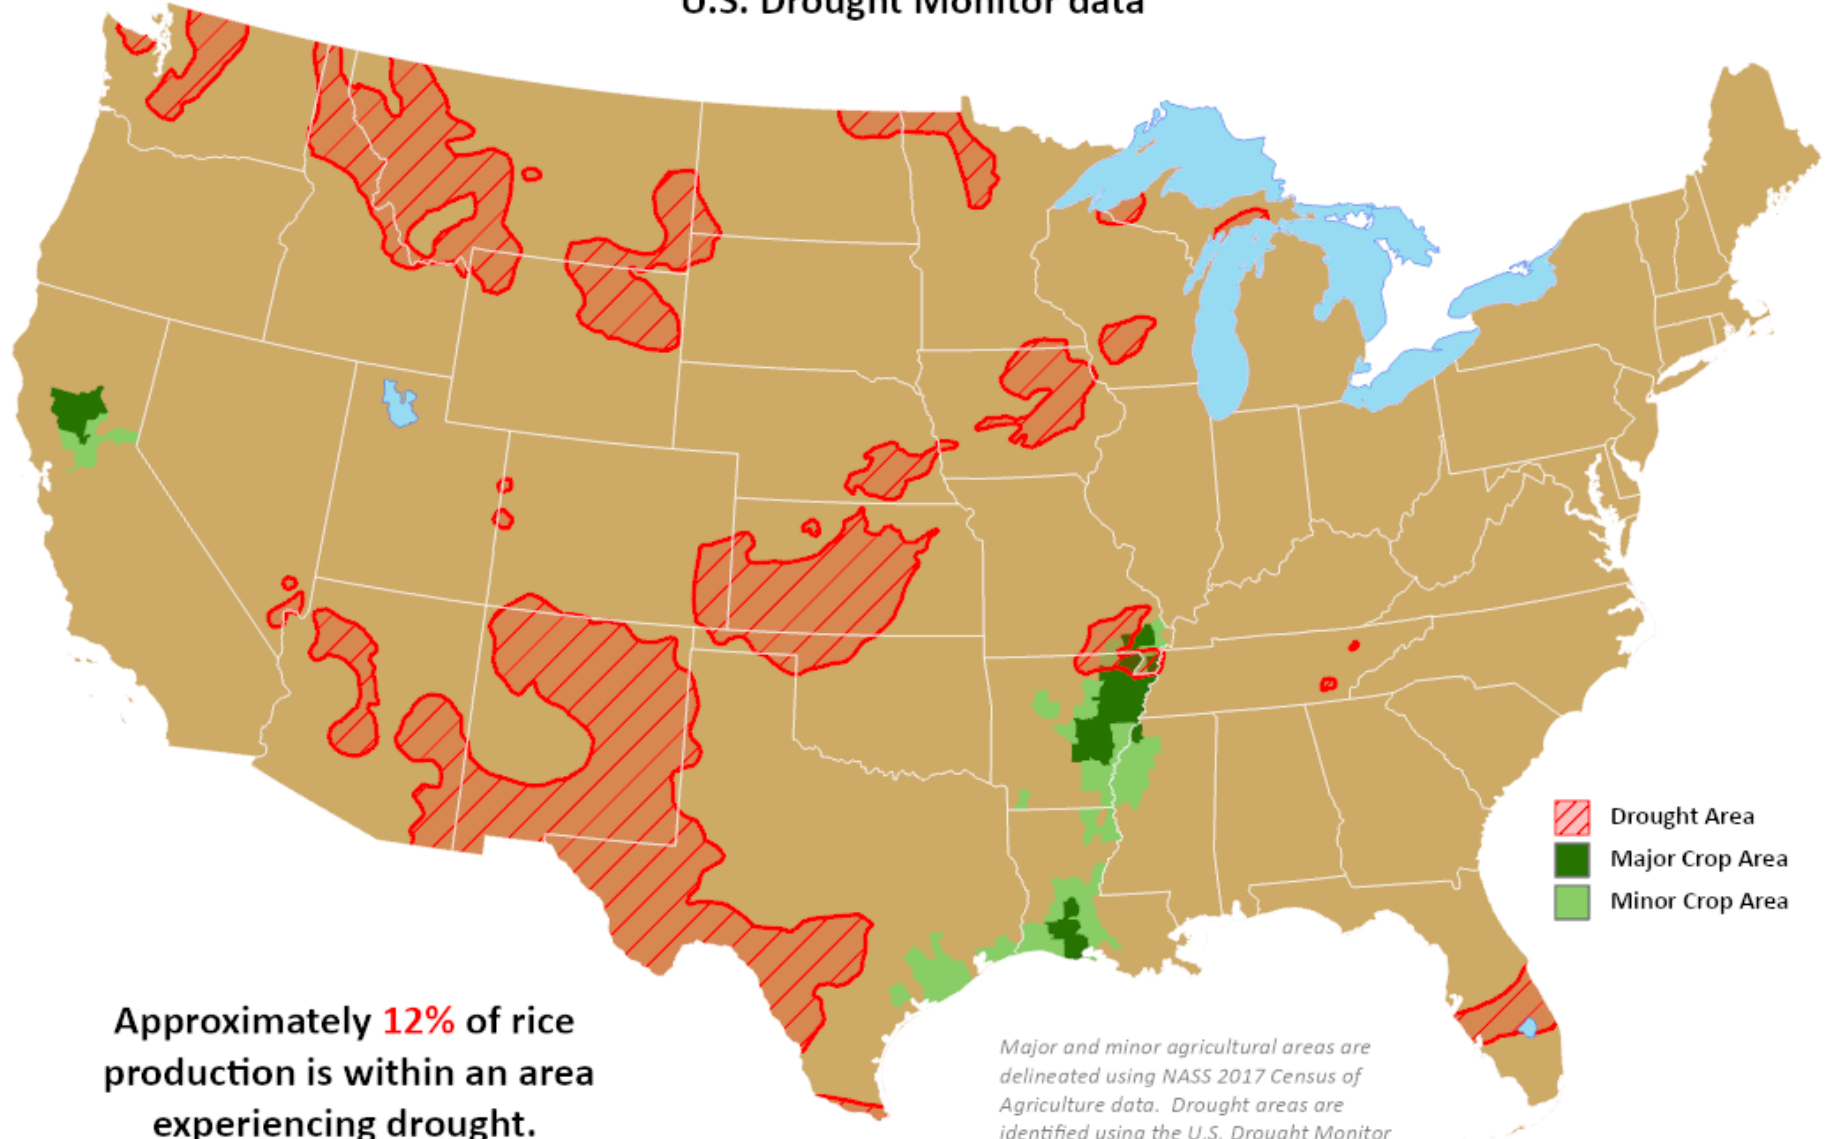 U.S. Drought Monitor data
Drought Area
Major Crop Area
Minor Crop Area
Approximately 12% of rice
production is within an area
experiencing drought.
Major and minor agricultural areas are
delineated using NASS 2017 Census of
Agriculture data. Drought areas are
identified using the U.S. Drought Monitor